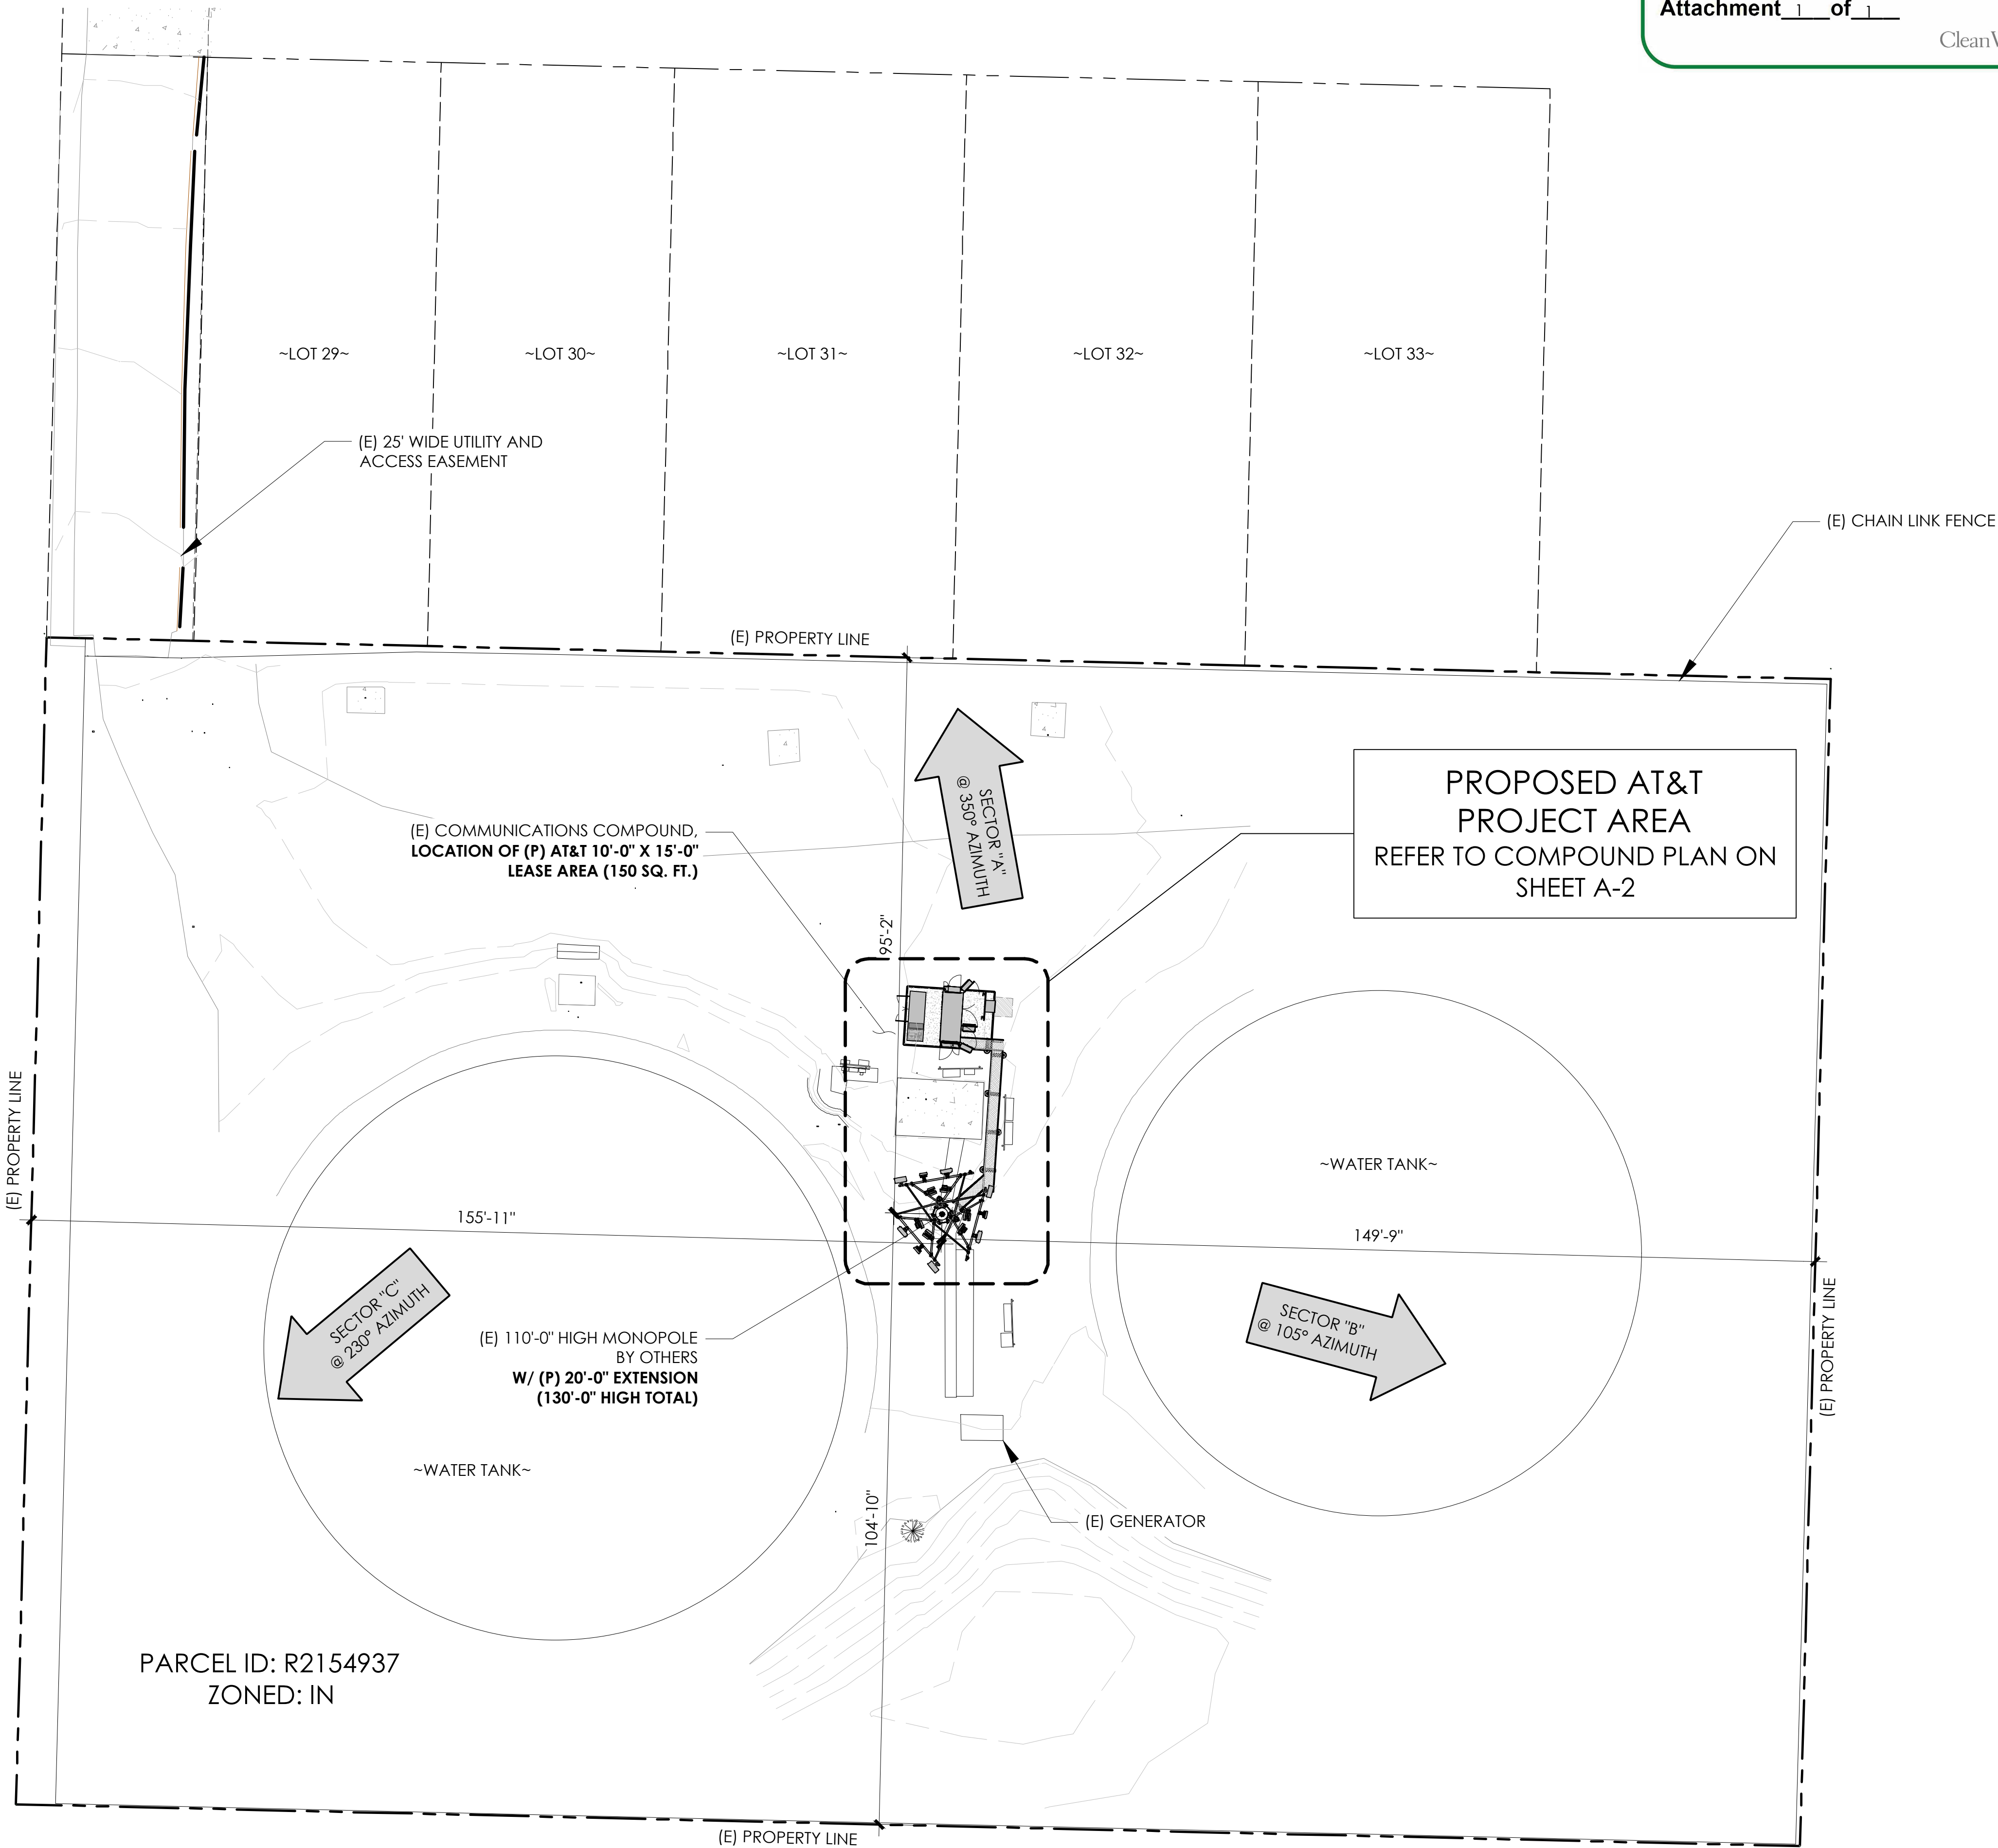 Attachment 1 of 1
Clean
~LOT 29~
~LOT 30~
~LOT 31~
~LOT 32~
~LOT 33~
(E) 25' WIDE UTILITY AND
ACCESS EASEMENT
(E) CHAIN LINK FENCE
(E) PROPERTY LINE
SECTOR "A"
@ 350° AZIMUTH
PROPOSED AT&T
PROJECT AREA
REFER TO COMPOUND PLAN ON
SHEET A-2
(E) COMMUNICATIONS COMPOUND,
LOCATION OF (P) AT&T 10'-0" X 15'-0"
LEASE AREA (150 SQ. FT.)
95'-2"
(E) PROPERTY LINE
~WATER TANK~
155'-11"
149'-9"
SECTOR "C"
@ 230° AZIMUTH
(E) 110'-0" HIGH MONOPOLE
BY OTHERS
W/ (P) 20'-0" EXTENSION
(130'-0" HIGH TOTAL)
SECTOR "B"
@ 105° AZIMUTH
(E) PROPERTY LINE
~WATER TANK~
104'-10"
(E) GENERATOR
PARCEL ID: R2154937
ZONED: IN
(E) PROPERTY LINE